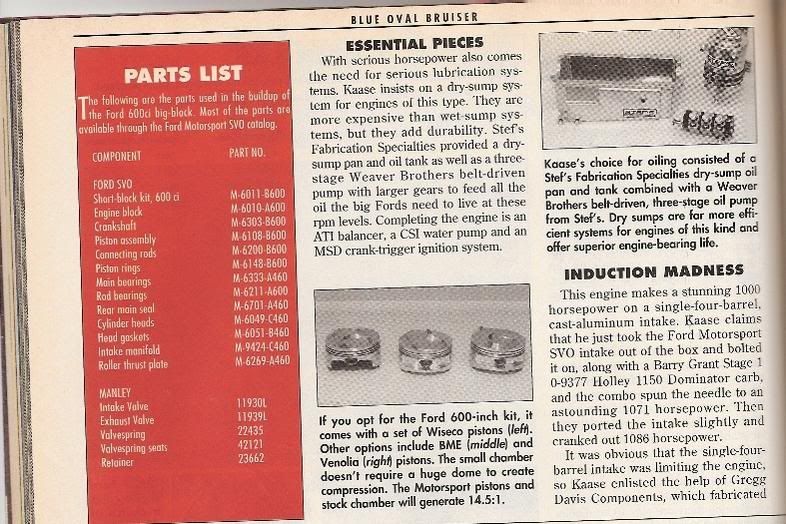 BLUE OVAL BRUISER
PARTS LIST
The following are the parts used in the buildup of
the Ford 600ci big-block. Most of the parts are
available through the Ford Motorsport SVO catalog.
COMPONENT PART NO.
FORD SVO
Short-block kit, 600 ci M-6011-B600
Engine block M-6010-A600
Crankshaft M-6303-B600
Piston assembly M-6108-B600
Connecting rods M-6200-B600
Piston rings M-6148-B600
Main bearings M-6333-A460
Rod bearings M-6211-A600
Rear main seal M-6701-A460
Cylinder heads M-6049-C460
Head gaskets M-6051-B460
Intake manifold M-9424-C460
Roller thrust plate M-6269-A460
MANLEY
Intake Valve 11930L
Exhaust Valve 11939L
Valvespring 22435
Valvespring seats 42121
Retainer 23662
ESSENTIAL PIECES
With serious horsepower also comes
the need for serious lubrication sys-
tems. Kaase insists on a dry-sump sys-
tem for engines of this type. They are
more expensive than wet-sump sys-
tems, but they add durability. Stef's
Fabrication Specialties provided a dry-
sump pan and oil tank as well as a three-
stage Weaver Brothers belt-driven
pump with larger gears to feed all the
oil the big Fords need to live at these
rpm levels. Completing the engine is an
ATI balancer, a CSI water pump and an
MSD crank-trigger ignition system.
If you opt for the Ford 600-inch kit, it
comes with a set of Wiseco pistons (left).
Other options include BME (middle) and
Venolia (right) pistons. The small chamber
doesn't require a huge dome to create
compression. The Motorsport pistons and
stock chamber will generate 14.5:1.
Kaase's choice for oiling consisted of a
Stef's Fabrication Specialties dry-sump oil
pan and tank combined with a Weaver
Brothers belt-driven, three-stage oil pump
from Stef's. Dry sumps are far more effi-
cient systems for engines of this kind and
offer superior engine-bearing life.
INDUCTION MADNESS
This engine makes a stunning 1000
horsepower on a single-four-barrel,
cast-aluminum intake. Kaase claims
that he just took the Ford Motorsport
SVO intake out of the box and bolted
it on, along with a Barry Grant Stage 1
0-9377 Holley 1150 Dominator carb,
and the combo spun the needle to an
astounding 1071 horsepower. Then
they ported the intake slightly and
cranked out 1086 horsepower.
It was obvious that the single-four-
barrel intake was limiting the engine,
so Kaase enlisted the help of Gregg
Davis Components, which fabricated